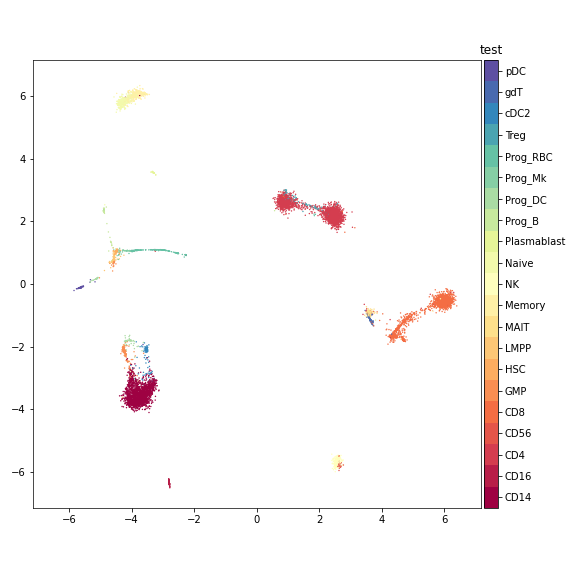 test
pDC
gdT
cDC2
Treg
Prog_RBC
Prog_Mk
Prog_DC
Prog_B
Plasmablast
Naive
NK
Memory
MAIT
LMPP
HSC
GMP
CD8
CD56
CD4
CD16
CD14
6
4
2
0
−2
−4
−6
−6 −4 −2 0 2 4 6